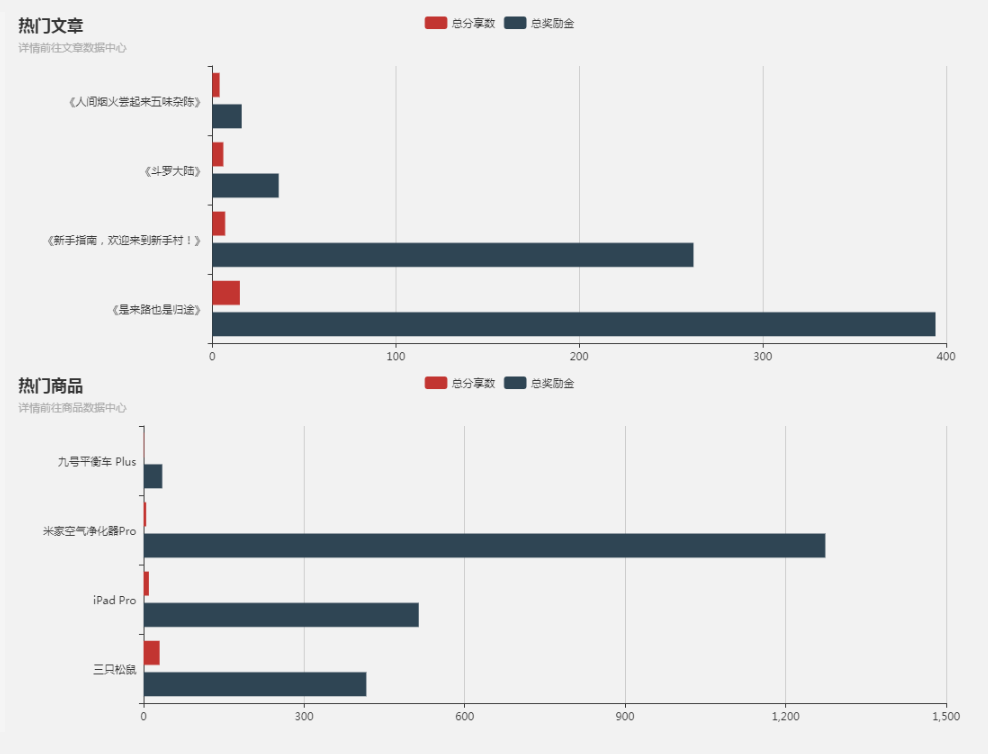 热门文章
详情前往文章数据中心
总分享数 总奖励金
《人间烟火尝起来五味杂陈》
《斗罗大陆》
《新手指南，欢迎来到新手村！》
《是来路也是归途》
0 100 200 300 400
热门商品
详情前往商品数据中心
总分享数 总奖励金
九号平衡车 Plus
米家空气净化器Pro
iPad Pro
三只松鼠
0 300 600 900 1,200 1,500